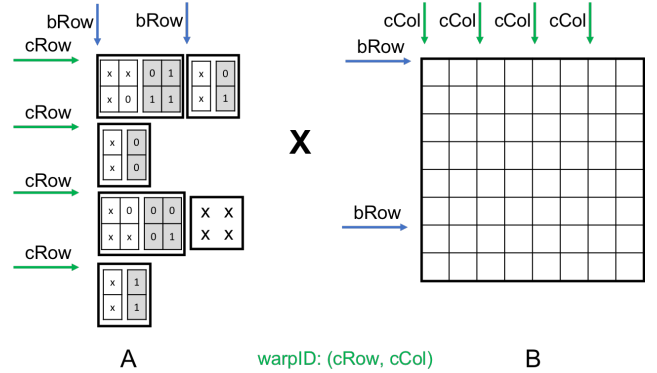 cCol cCol cCol cCol
bRow bRow
cRow bRow
x x 0 1 x 0
x 0 1 1 x 1
cRow
x 0
x 0
X
cRow
x 0 0 0 X X
x x 0 1 X X
bRow
cRow
x 1
x 1
A warpID: (cRow, cCol) B